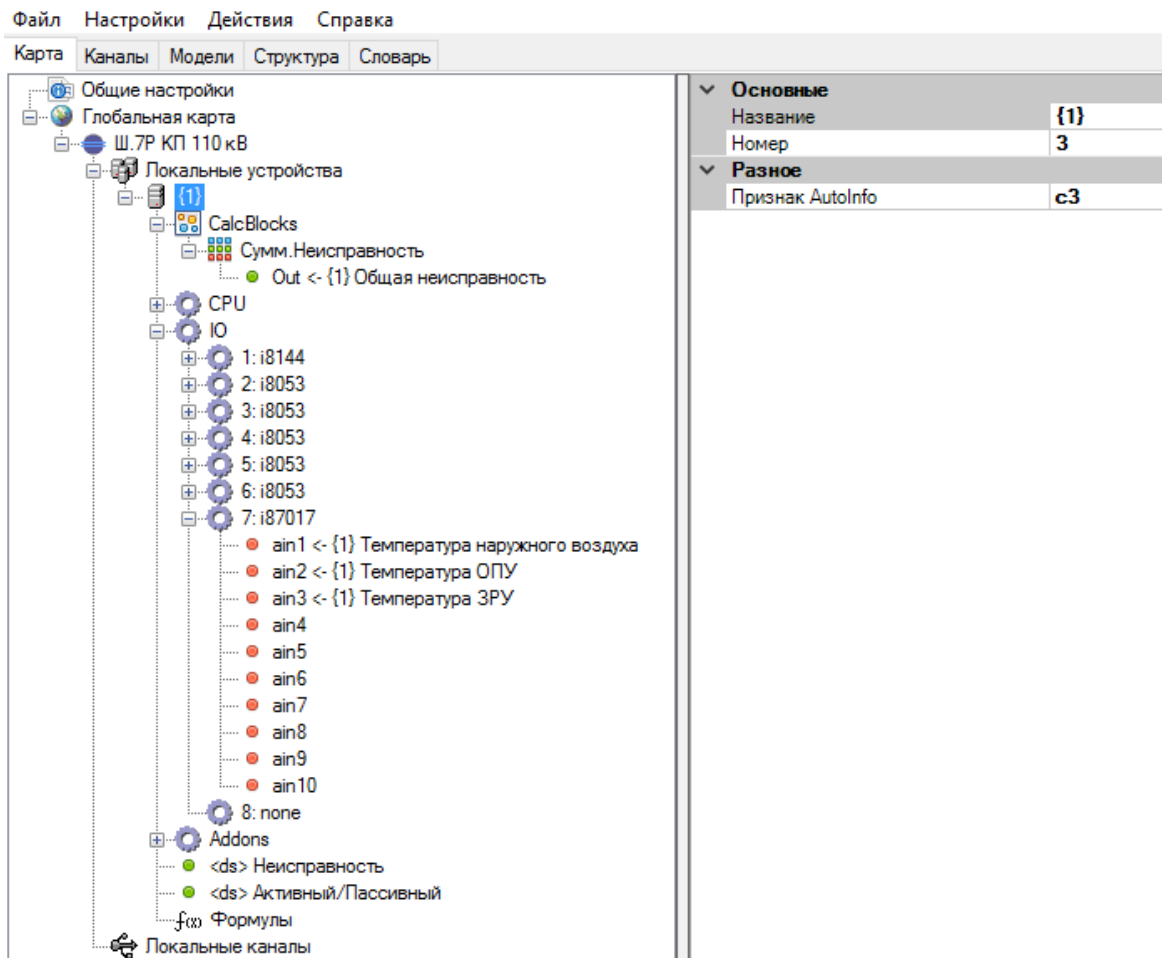 Файл Настройки Действия Справка
Карта Каналы Модели Структура Словарь
Общие настройки
Глобальная карта
Ш.7Р КП 110 кВ
Локальные устройства
{1}
CalcBlocks
Сумм.Неисправность
Out <- {1} Общая неисправность
CPU
IO
1: i8144
2: i8053
3: i8053
4: i8053
5: i8053
6: i8053
7: i87017
ain1 <- {1} Температура наружного воздуха
ain2 <- {1} Температура ОПУ
ain3 <- {1} Температура ЗРУ
ain4
ain5
ain6
ain7
ain8
ain9
ain10
8: none
Addons
<ds> Неисправность
<ds> Активный/Пассивный
f(x) Формулы
Локальные каналы
Основные
Название {1}
Номер 3
Разное
Признак AutoInfo c3